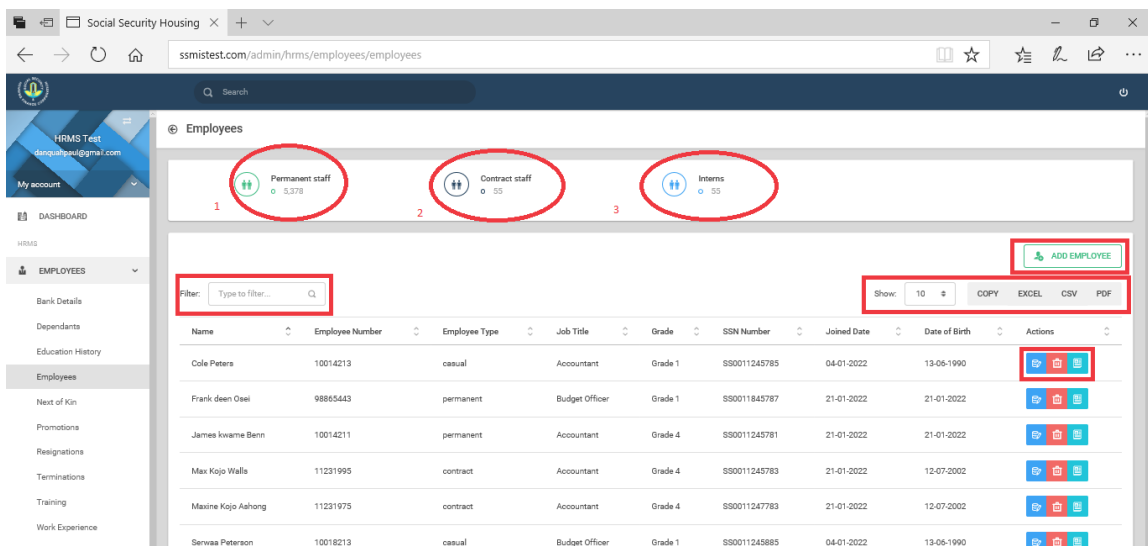 Social Security Housing
ssmistest.com/admin/hrms/employees/employees
Search
HRMS Test
danquahpaul@gmail.com
My account
Employees
Permanent staff
5,378
1
Contract staff
55
2
Interns
55
3
DASHBOARD
HRMS
EMPLOYEES
Bank Details
Dependants
Education History
Employees
Next of Kin
Promotions
Resignations
Terminations
Training
Work Experience
ADD EMPLOYEE
Filter: Type to filter... Show: 10 COPY EXCEL CSV PDF
Name Employee Number Employee Type Job Title Grade SSN Number Joined Date Date of Birth Actions
Cole Peters 10014213 casual Accountant Grade 1 SS0011245785 04-01-2022 13-06-1990
Frank deen Osei 98865443 permanent Budget Officer Grade 1 SS0011845787 21-01-2022 21-01-2022
James kwame Benn 10014211 permanent Accountant Grade 4 SS0011245781 21-01-2022 21-01-2022
Max Kojo Walls 11231995 contract Accountant Grade 4 SS0011245783 21-01-2022 12-07-2002
Maxine Kojo Ashong 11231975 contract Accountant Grade 4 SS0011247783 21-01-2022 12-07-2002
Serwaa Peterson 10018213 casual Budget Officer Grade 1 SS0011245885 04-01-2022 13-06-1990